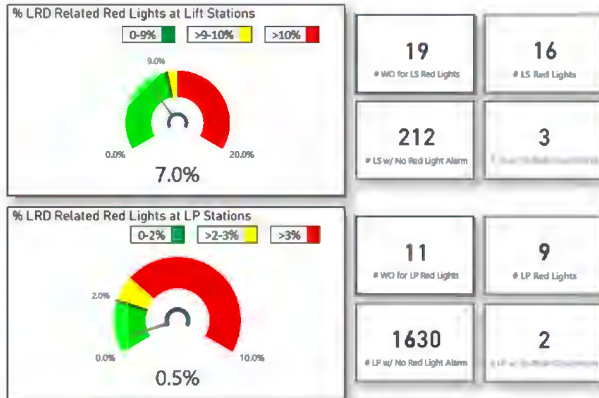 % LRD Related Red Lights at Lift Stations
0-9% >9-10% >10%
9.0%
0.0% 20.0%
7.0%
19
# WO for LS Red Lights
16
# LS Red Lights
212
# LS w/ No Red Light Alarm
3
% LRD Related Red Lights at LP Stations
0-2% >2-3% >3%
2.0%
0.0% 10.0%
0.5%
11
# WO for LP Red Lights
9
# LP Red Lights
1630
# LP w/ No Red Light Alarm
2